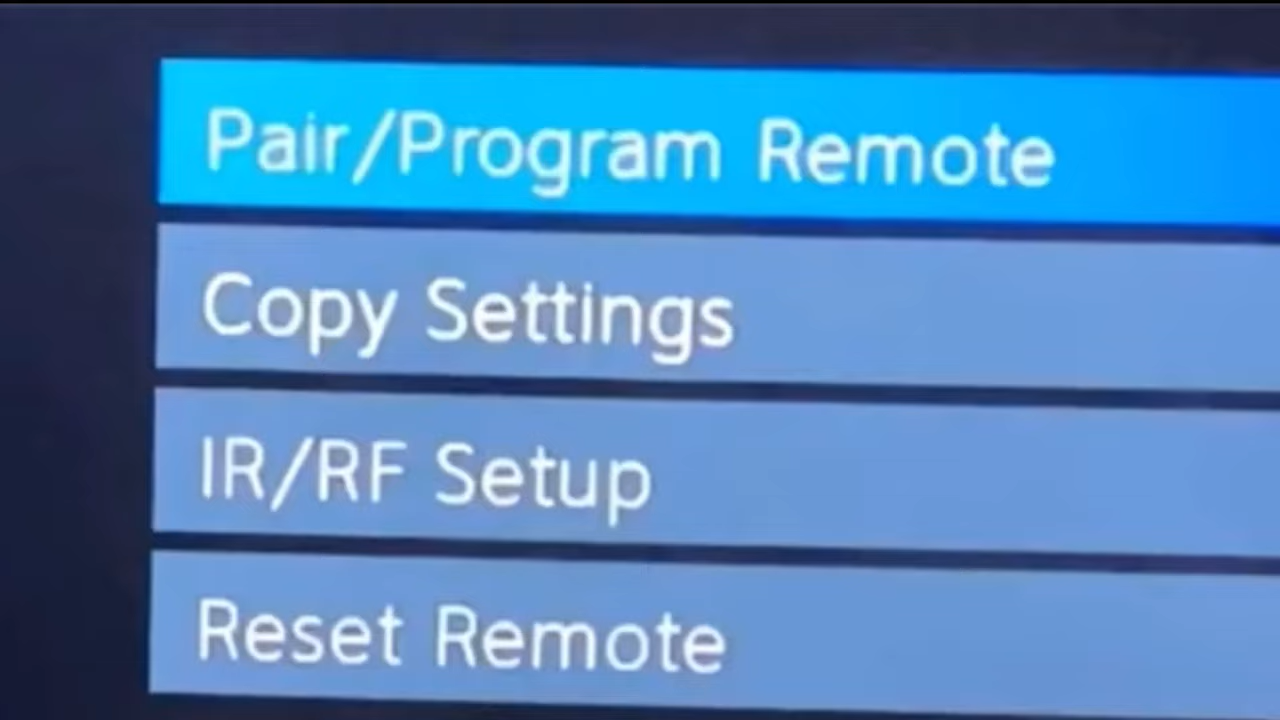 Pair/Program Remote
Copy Settings
IR/RF Setup
Reset Remote